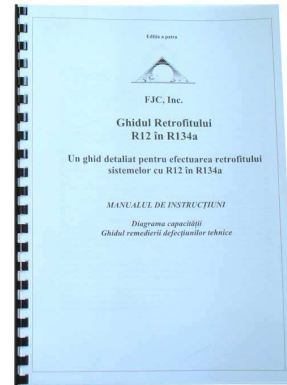 Ediția a patra
FJC, Inc.
Ghidul Retrofitului
R12 în R134a
Un ghid detaliat pentru efectuarea retrofitului
sistemelor cu R12 în R134a
MANUALUL DE INSTRUCȚIUNI
Diagrama capacității
Ghidul remedierii defecțiunilor tehnice